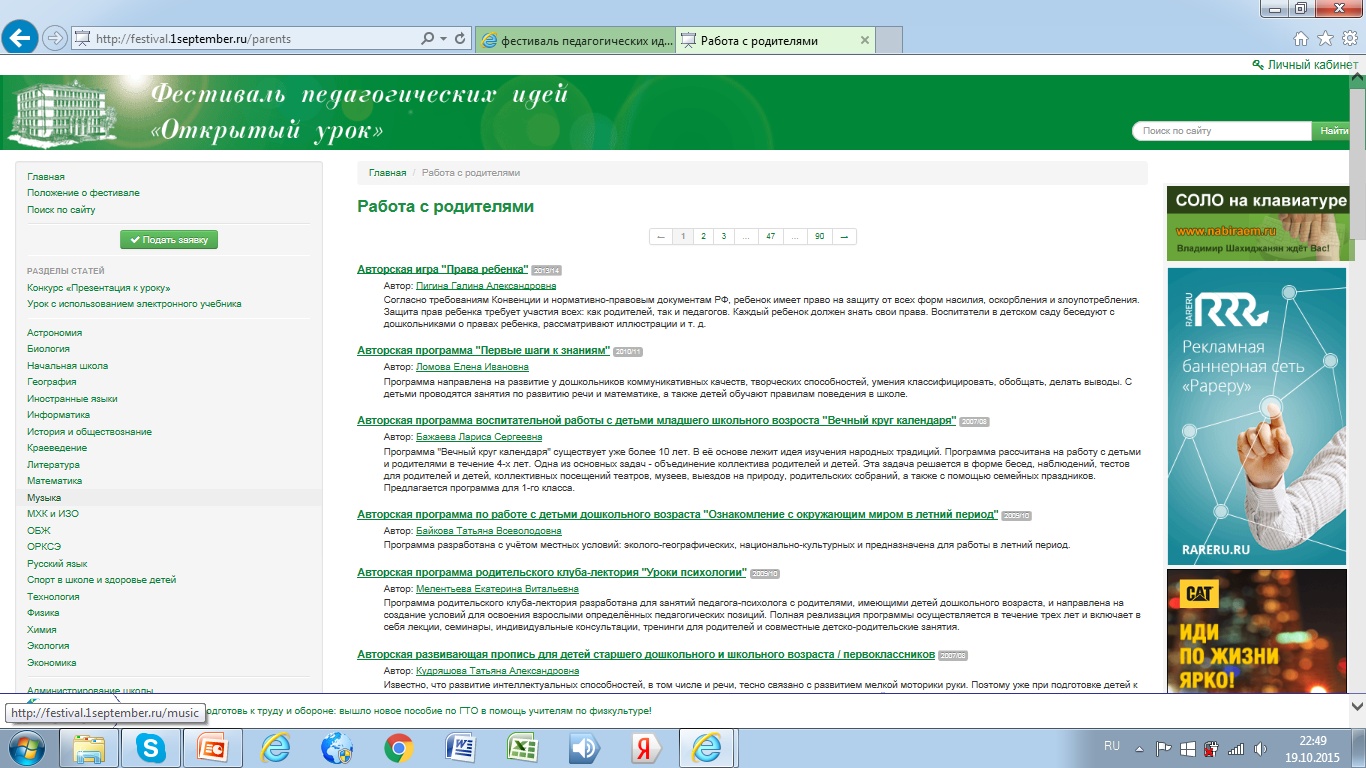 http://festival.1september.ru/parents
фестиваль педагогических ид...
Работа с родителями
Личный кабинет
Фестиваль педагогических идей
«Открытый урок»
Поиск по сайту
Найти
Главная
Положение о фестивале
Поиск по сайту
Подать заявку
РАЗДЕЛЫ СТАТЕЙ
Конкурс «Презентация к уроку»
Урок с использованием электронного учебника
Астрономия
Биология
Начальная школа
География
Иностранные языки
Информатика
История и обществознание
Краеведение
Литература
Математика
Музыка
МХК и ИЗО
ОБЖ
ОРКСЭ
Русский язык
Спорт в школе и здоровье детей
Технология
Физика
Химия
Экология
Экономика
Администрирование школы
Главная / Работа с родителями
Работа с родителями
← 1 2 3 ... 47 ... 90 →
Авторская игра "Права ребенка" 2013/14
Автор: Пигина Галина Александровна
Согласно требованиям Конвенции и нормативно-правовым документам РФ, ребенок имеет право на защиту от всех форм насилия, оскорбления и злоупотребления.
Защита прав ребенка требует участия всех: как родителей, так и педагогов. Каждый ребенок должен знать свои права. Воспитатели в детском саду беседуют с
дошкольниками о правах ребенка, рассматривают иллюстрации и т. д.
Авторская программа "Первые шаги к знаниям" 2010/11
Автор: Ломова Елена Ивановна
Программа направлена на развитие у дошкольников коммуникативных качеств, творческих способностей, умения классифицировать, обобщать, делать выводы. С
детьми проводятся занятия по развитию речи и математике, а также детей обучают правилам поведения в школе.
Авторская программа воспитательной работы с детьми младшего школьного возроста "Вечный круг календаря" 2007/08
Автор: Бажаева Лариса Сергеевна
Программа "Вечный круг календаря" существует уже более 10 лет. В её основе лежит идея изучения народных традиций. Программа рассчитана на работу с детьми
и родителями в течение 4-х лет. Одна из основных задач - объединение коллектива родителей и детей. Эта задача решается в форме бесед, наблюдений, тестов
для родителей и детей, коллективных посещений театров, музеев, выездов на природу, родительских собраний, а также с помощью семейных праздников.
Предлагается программа для 1-го класса.
Авторская программа по работе с детьми дошкольного возраста "Ознакомление с окружающим миром в летний период" 2009/10
Автор: Байкова Татьяна Всеволодовна
Программа разработана с учётом местных условий: эколого-географических, национально-культурных и предназначена для работы в летний период.
Авторская программа родительского клуба-лектория "Уроки психологии" 2009/10
Автор: Мелентьева Екатерина Витальевна
Программа родительского клуба-лектория разработана для занятий педагога-психолога с родителями, имеющими детей дошкольного возраста, и направлена на
создание условий для освоения взрослыми определённых педагогических позиций. Полная реализация программы осуществляется в течение трех лет и включает в
себя лекции, семинары, индивидуальные консультации, тренинги для родителей и совместные детско-родительские занятия.
Авторская развивающая пропись для детей старшего дошкольного и школьного возраста / первоклассников 2007/08
Автор: Кудряшова Татьяна Александровна
Известно, что развитие интеллектуальных способностей, в том числе и речи, тесно связано с развитием мелкой моторики руки. Поэтому уже при подготовке детей к
СОЛО на клавиатуре
www.nabiraem.ru
Владимир Шахиджанян ждёт Вас!
RARERU
Рекламная
баннерная сеть
«Рареру»
RARERU.RU
CAT
ИДИ
ПО ЖИЗНИ
ЯРКО!
http://festival.1september.ru/music
одготовь к труду и обороне: вышло новое пособие по ГТО в помощь учителям по физкультуре!
RU
22:49
19.10.2015